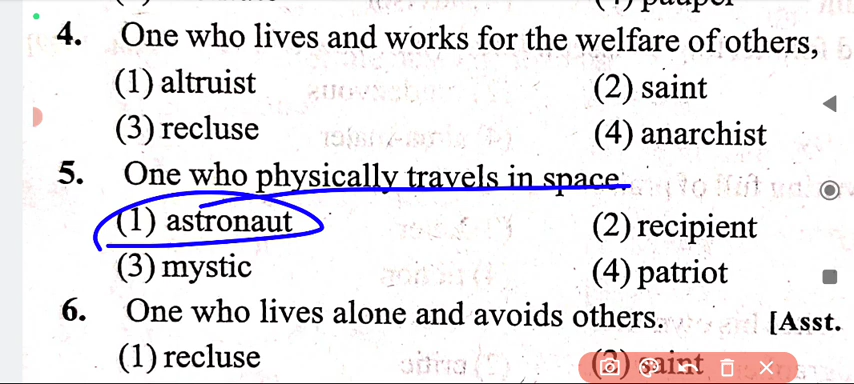 4. One who lives and works for the welfare of others,
(1) altruist (2) saint
(3) recluse (4) anarchist
5. One who physically travels in space.
(1) astronaut (2) recipient
(3) mystic (4) patriot
6. One who lives alone and avoids others. [Asst.
(1) recluse (2) saint